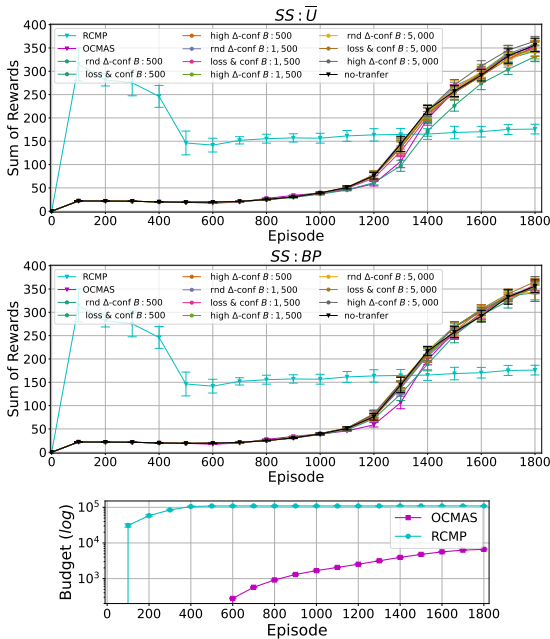 SS : U̅
Sum of Rewards
400
350
300
250
200
150
100
50
0
RCMP
OCMAS
rnd Δ-conf B : 500
loss & conf B : 500
high Δ-conf B : 500
rnd Δ-conf B : 1, 500
loss & conf B : 1, 500
high Δ-conf B : 1, 500
rnd Δ-conf B : 5, 000
loss & conf B : 5, 000
high Δ-conf B : 5, 000
no-tranfer
0 200 400 600 800 1000 1200 1400 1600 1800
Episode
SS : BP
Sum of Rewards
400
350
300
250
200
150
100
50
0
RCMP
OCMAS
rnd Δ-conf B : 500
loss & conf B : 500
high Δ-conf B : 500
rnd Δ-conf B : 1, 500
loss & conf B : 1, 500
high Δ-conf B : 1, 500
rnd Δ-conf B : 5, 000
loss & conf B : 5, 000
high Δ-conf B : 5, 000
no-tranfer
0 200 400 600 800 1000 1200 1400 1600 1800
Episode
Budget (log)
10⁵
10⁴
10³
OCMAS
RCMP
0 200 400 600 800 1000 1200 1400 1600 1800
Episode